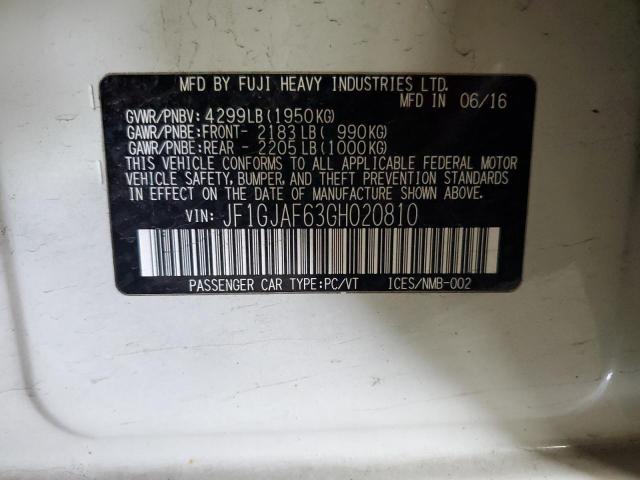 MFD BY FUJI HEAVY INDUSTRIES LTD.
MFD IN 06/16
GVWR/PNBV: 4299LB(1950KG)
GAWR/PNBE:FRONT- 2183LB( 990KG)
GAWR/PNBE:REAR - 2205LB(1000KG)
THIS VEHICLE CONFORMS TO ALL APPLICABLE FEDERAL MOTOR
VEHICLE SAFETY, BUMPER, AND THEFT PREVENTION STANDARDS
IN EFFECT ON THE DATE OF MANUFACTURE SHOWN ABOVE.
VIN: JF1GJAF63GH020810
PASSENGER CAR TYPE:PC/VT ICES/NMB-002